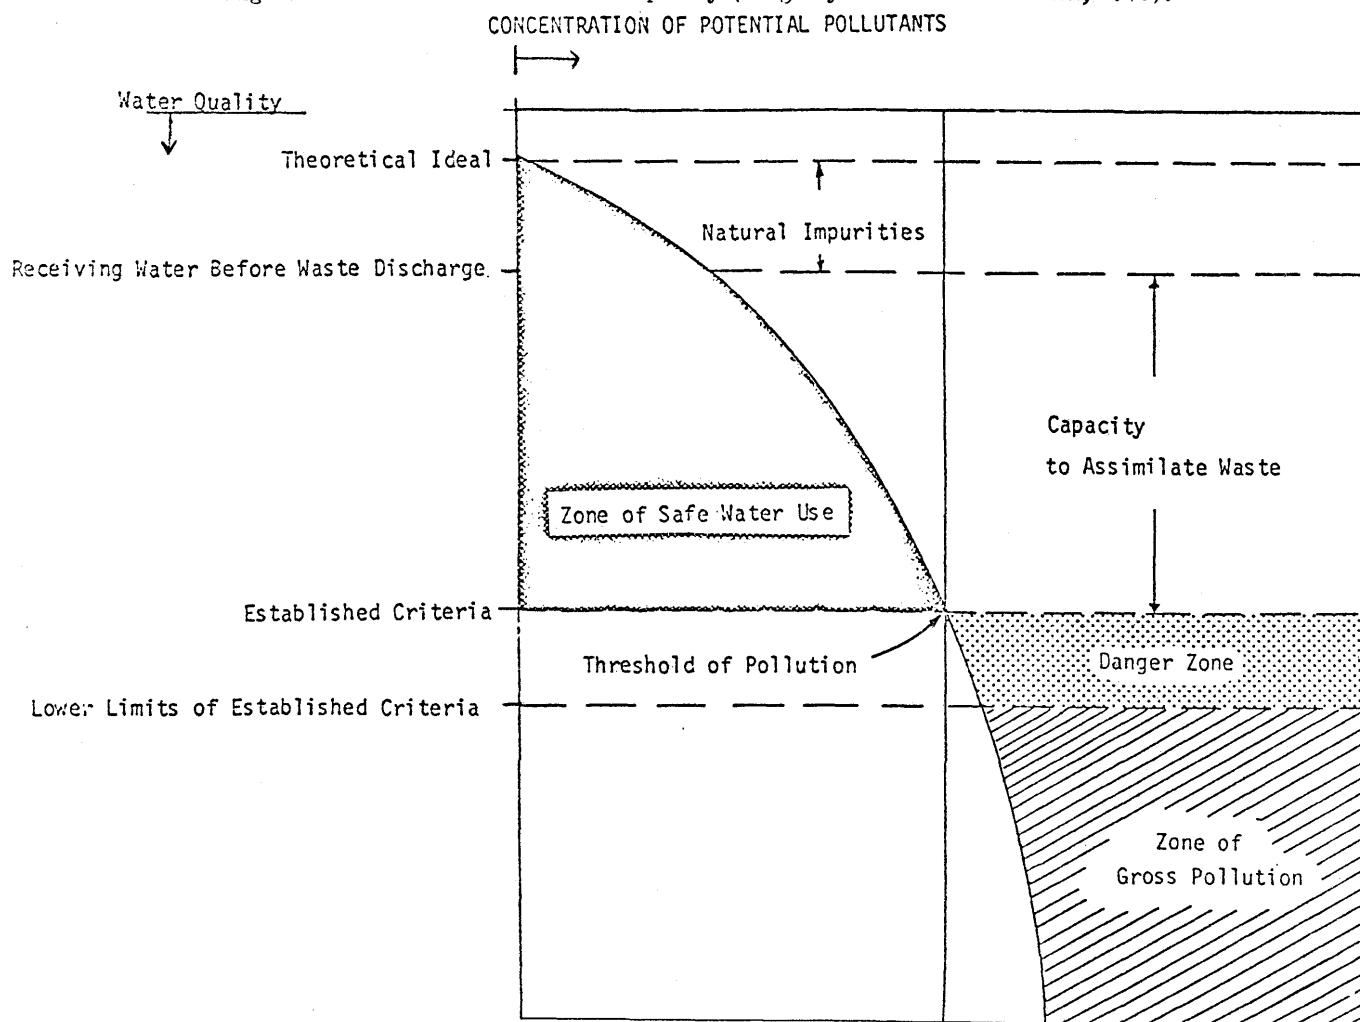 CONCENTRATION OF POTENTIAL POLLUTANTS
Water Quality
Theoretical Ideal
Natural Impurities
Receiving Water Before Waste Discharge.
Capacity
to Assimilate Waste
Zone of Safe Water Use
Established Criteria
Threshold of Pollution
Danger Zone
Lower Limits of Established Criteria
Zone of
Gross Pollution